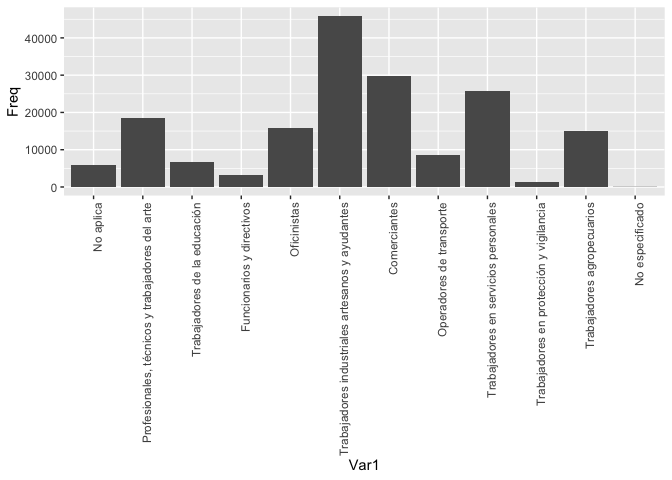 40000
30000
20000
10000
0
Freq
No aplica
Profesionales, técnicos y trabajadores del arte
Trabajadores de la educación
Funcionarios y directivos
Oficinistas
Trabajadores industriales artesanos y ayudantes
Comerciantes
Operadores de transporte
Trabajadores en servicios personales
Trabajadores en protección y vigilancia
Trabajadores agropecuarios
No especificado
Var1